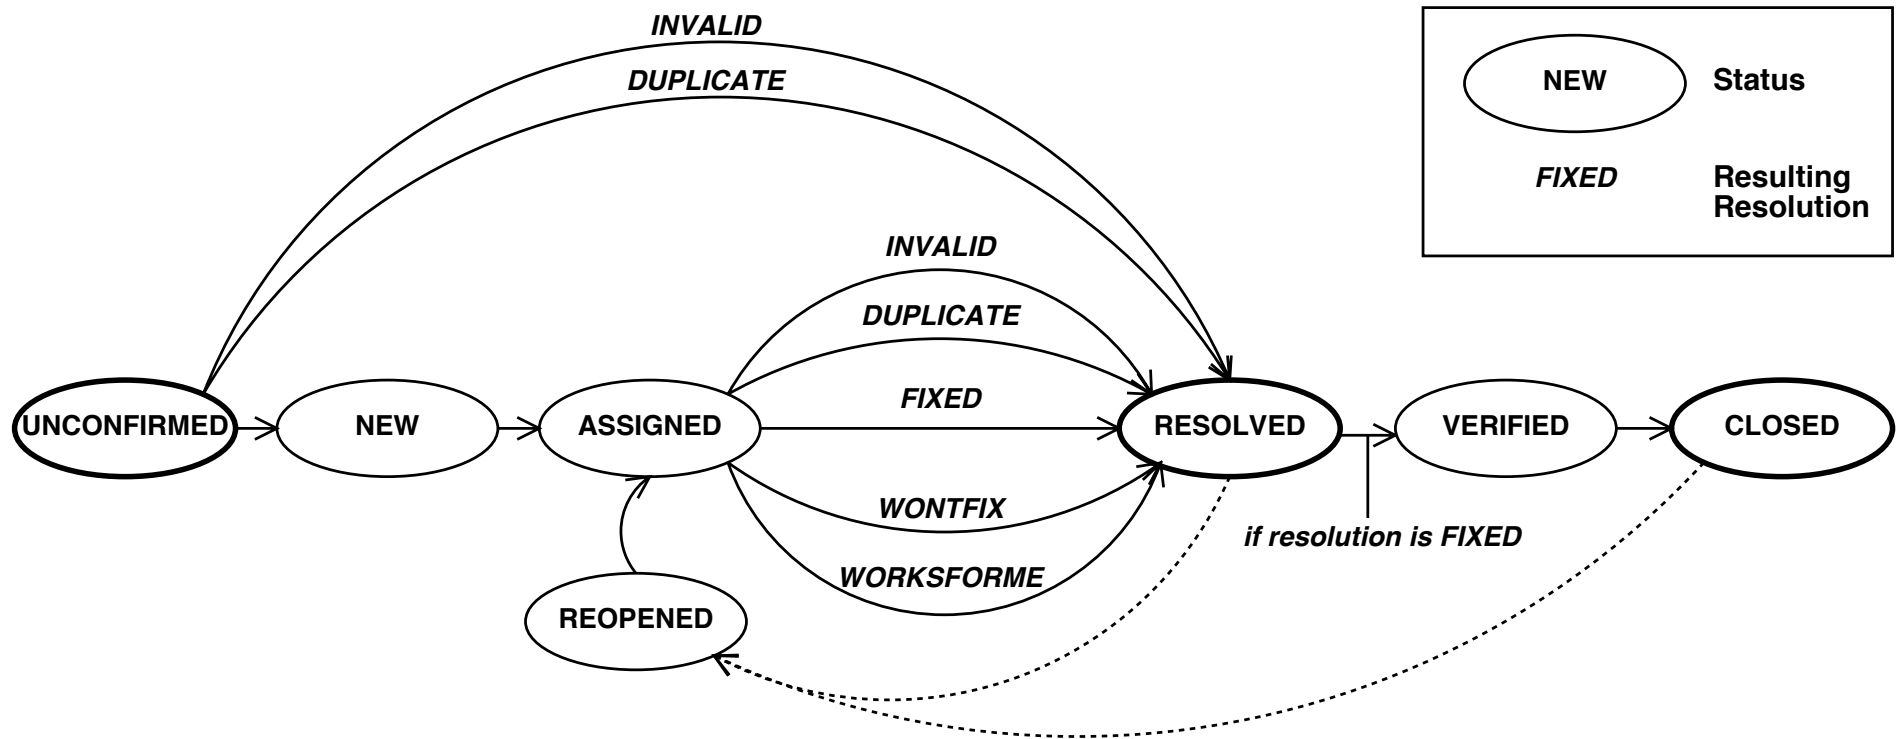 INVALID
DUPLICATE
NEW
Status
FIXED
Resulting
Resolution
INVALID
DUPLICATE
FIXED
UNCONFIRMED
NEW
ASSIGNED
RESOLVED
VERIFIED
CLOSED
WONTFIX
if resolution is FIXED
WORKSFORME
REOPENED